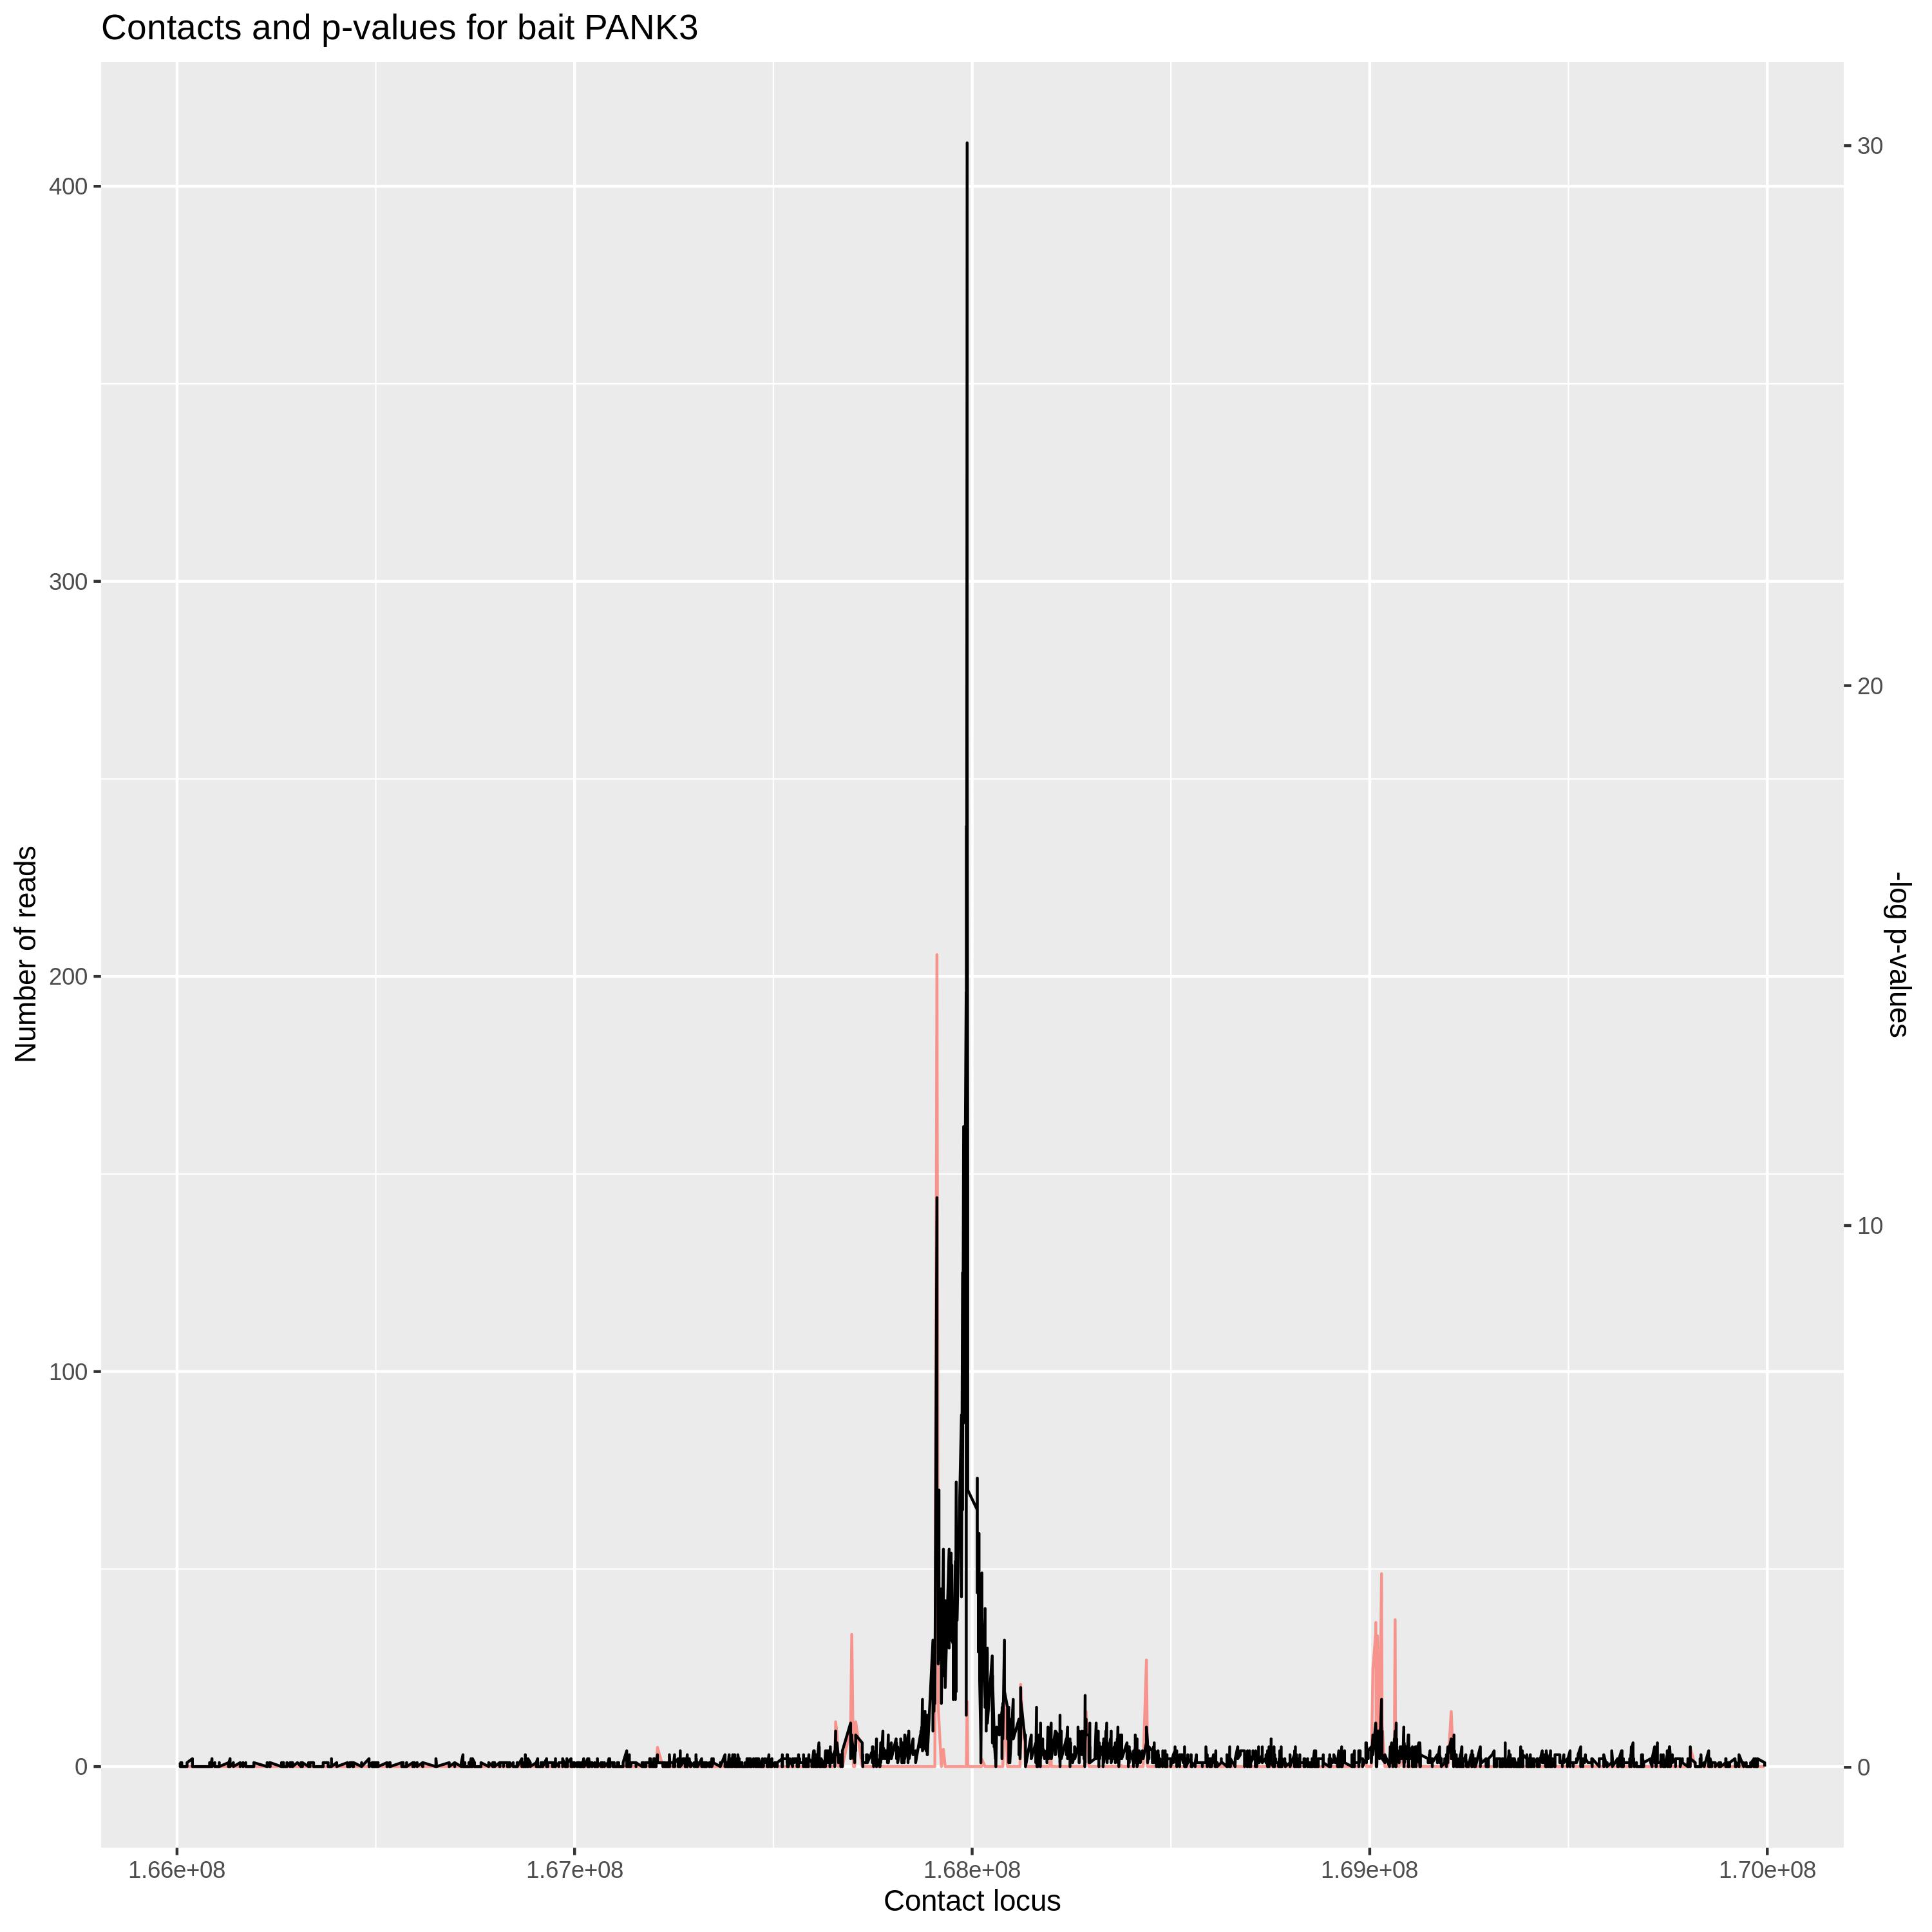 Contacts and p-values for bait PANK3
400
300
200
100
0
Number of reads
30
20
10
0
-log p-values
1.66e+08 1.67e+08 1.68e+08 1.69e+08 1.70e+08
Contact locus